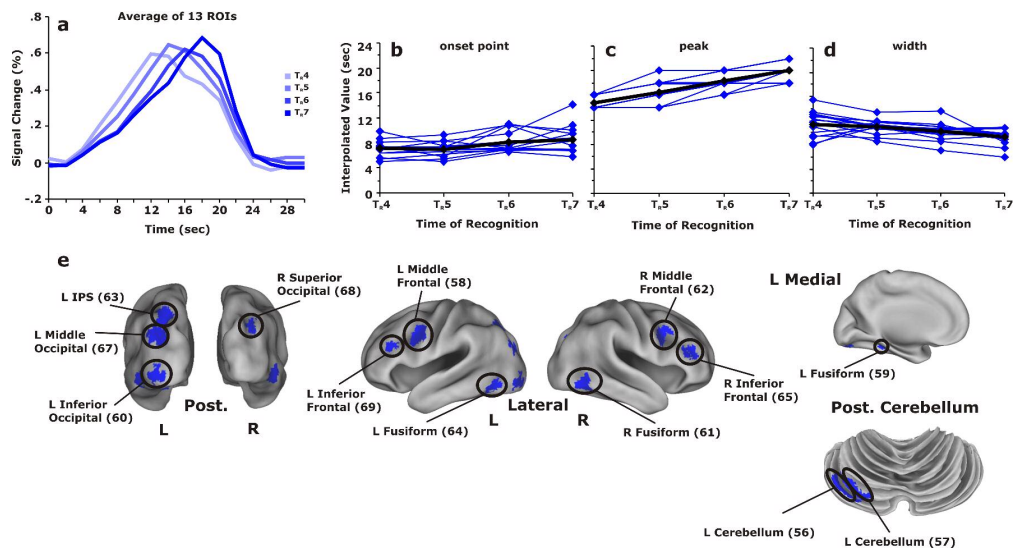 a
Average of 13 ROIs
.8
.6
.4
.2
0
-.2
Signal Change (%)
0 4 8 12 16 20 24 28
Time (sec)
TR4
TR5
TR6
TR7
b
onset point
c
peak
d
width
24
20
16
12
8
4
0
Interpolated Value (sec)
TR4 TR5 TR6 TR7
TR4 TR5 TR6 TR7
TR4 TR5 TR6 TR7
Time of Recognition
Time of Recognition
Time of Recognition
e
L IPS (63)
L Middle
Occipital (67)
L Inferior
Occipital (60)
R Superior
Occipital (68)
Post.
L
R
L Middle
Frontal (58)
L Inferior
Frontal (69)
L Fusiform (64)
Lateral
L
R
R Middle
Frontal (62)
R Inferior
Frontal (65)
R Fusiform (61)
L Medial
L Fusiform (59)
Post. Cerebellum
L Cerebellum (56)
L Cerebellum (57)